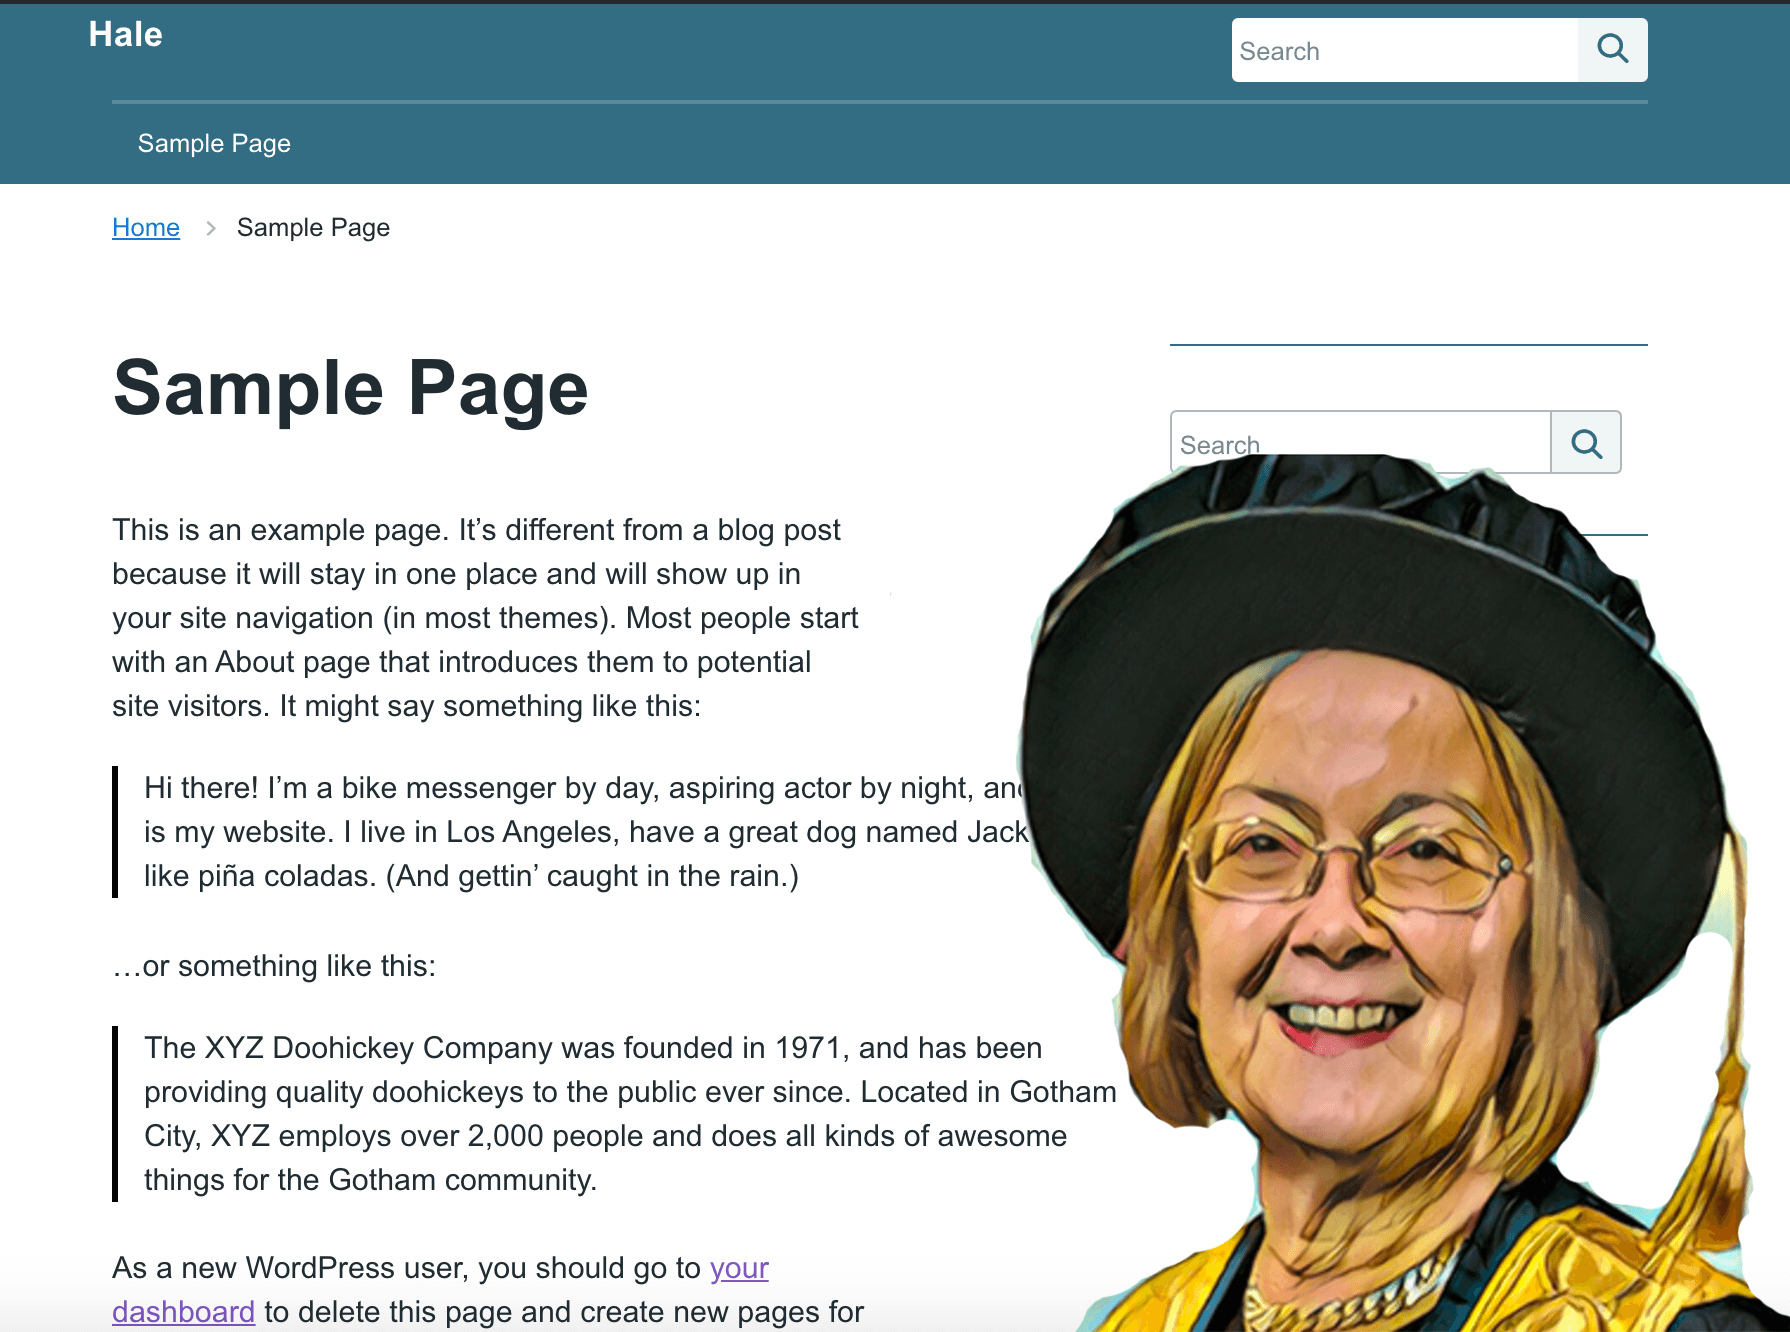 Hale
Search
Sample Page
Home > Sample Page
Sample Page
Search
This is an example page. It’s different from a blog post
because it will stay in one place and will show up in
your site navigation (in most themes). Most people start
with an About page that introduces them to potential
site visitors. It might say something like this:
Hi there! I’m a bike messenger by day, aspiring actor by night,
is my website. I live in Los Angeles, have a great dog named Jack
like piña coladas. (And gettin’ caught in the rain.)
…or something like this:
The XYZ Doohickey Company was founded in 1971, and has been
providing quality doohickeys to the public ever since. Located in Gotham
City, XYZ employs over 2,000 people and does all kinds of awesome
things for the Gotham community.
As a new WordPress user, you should go to your
dashboard to delete this page and create new pages for